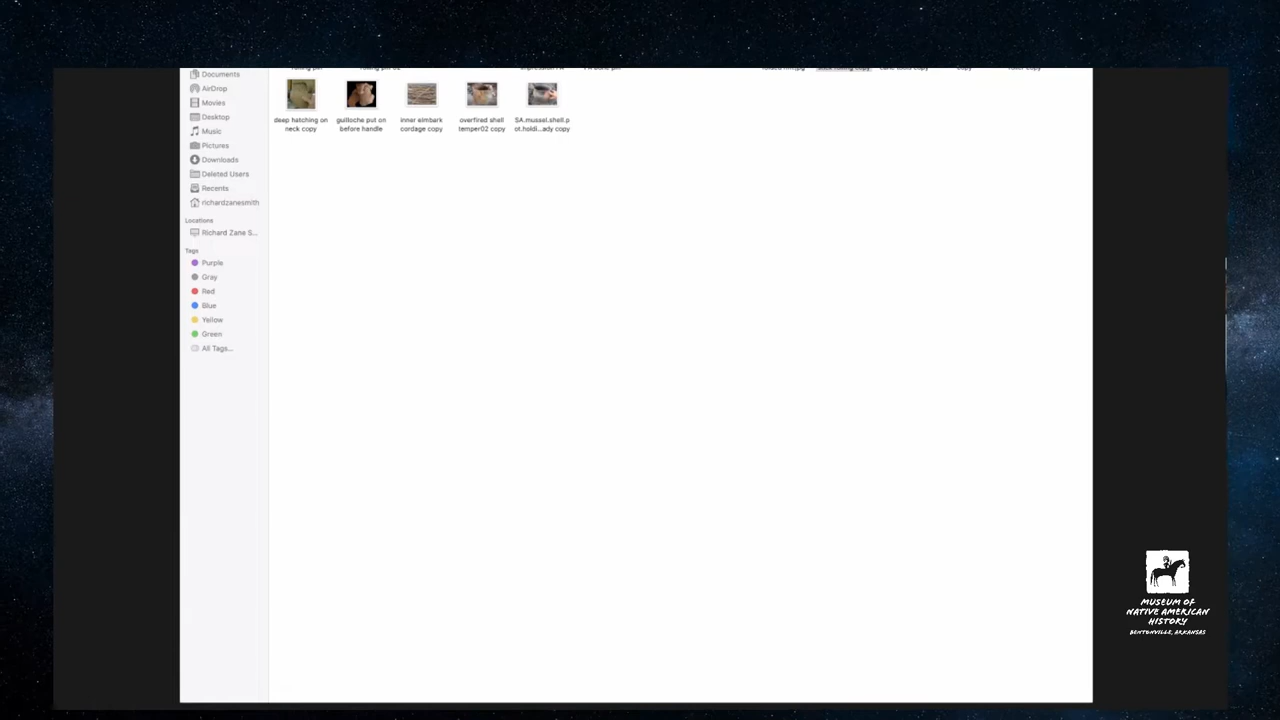 Documents
AirDrop
Movies
Desktop
Music
Pictures
Downloads
Deleted Users
Recents
richardzanesmith
Locations
Richard Zane S...
Tags
Purple
Gray
Red
Blue
Yellow
Green
All Tags...
deep hatching on
neck copy
guilloche put on
before handle
inner elmbark
cordage copy
overfired shell
temper02 copy
SA.mussel.shell.p
ot.holdi...ady copy
MUSEUM OF
NATIVE AMERICAN
HISTORY
BENTONVILLE, ARKANSAS